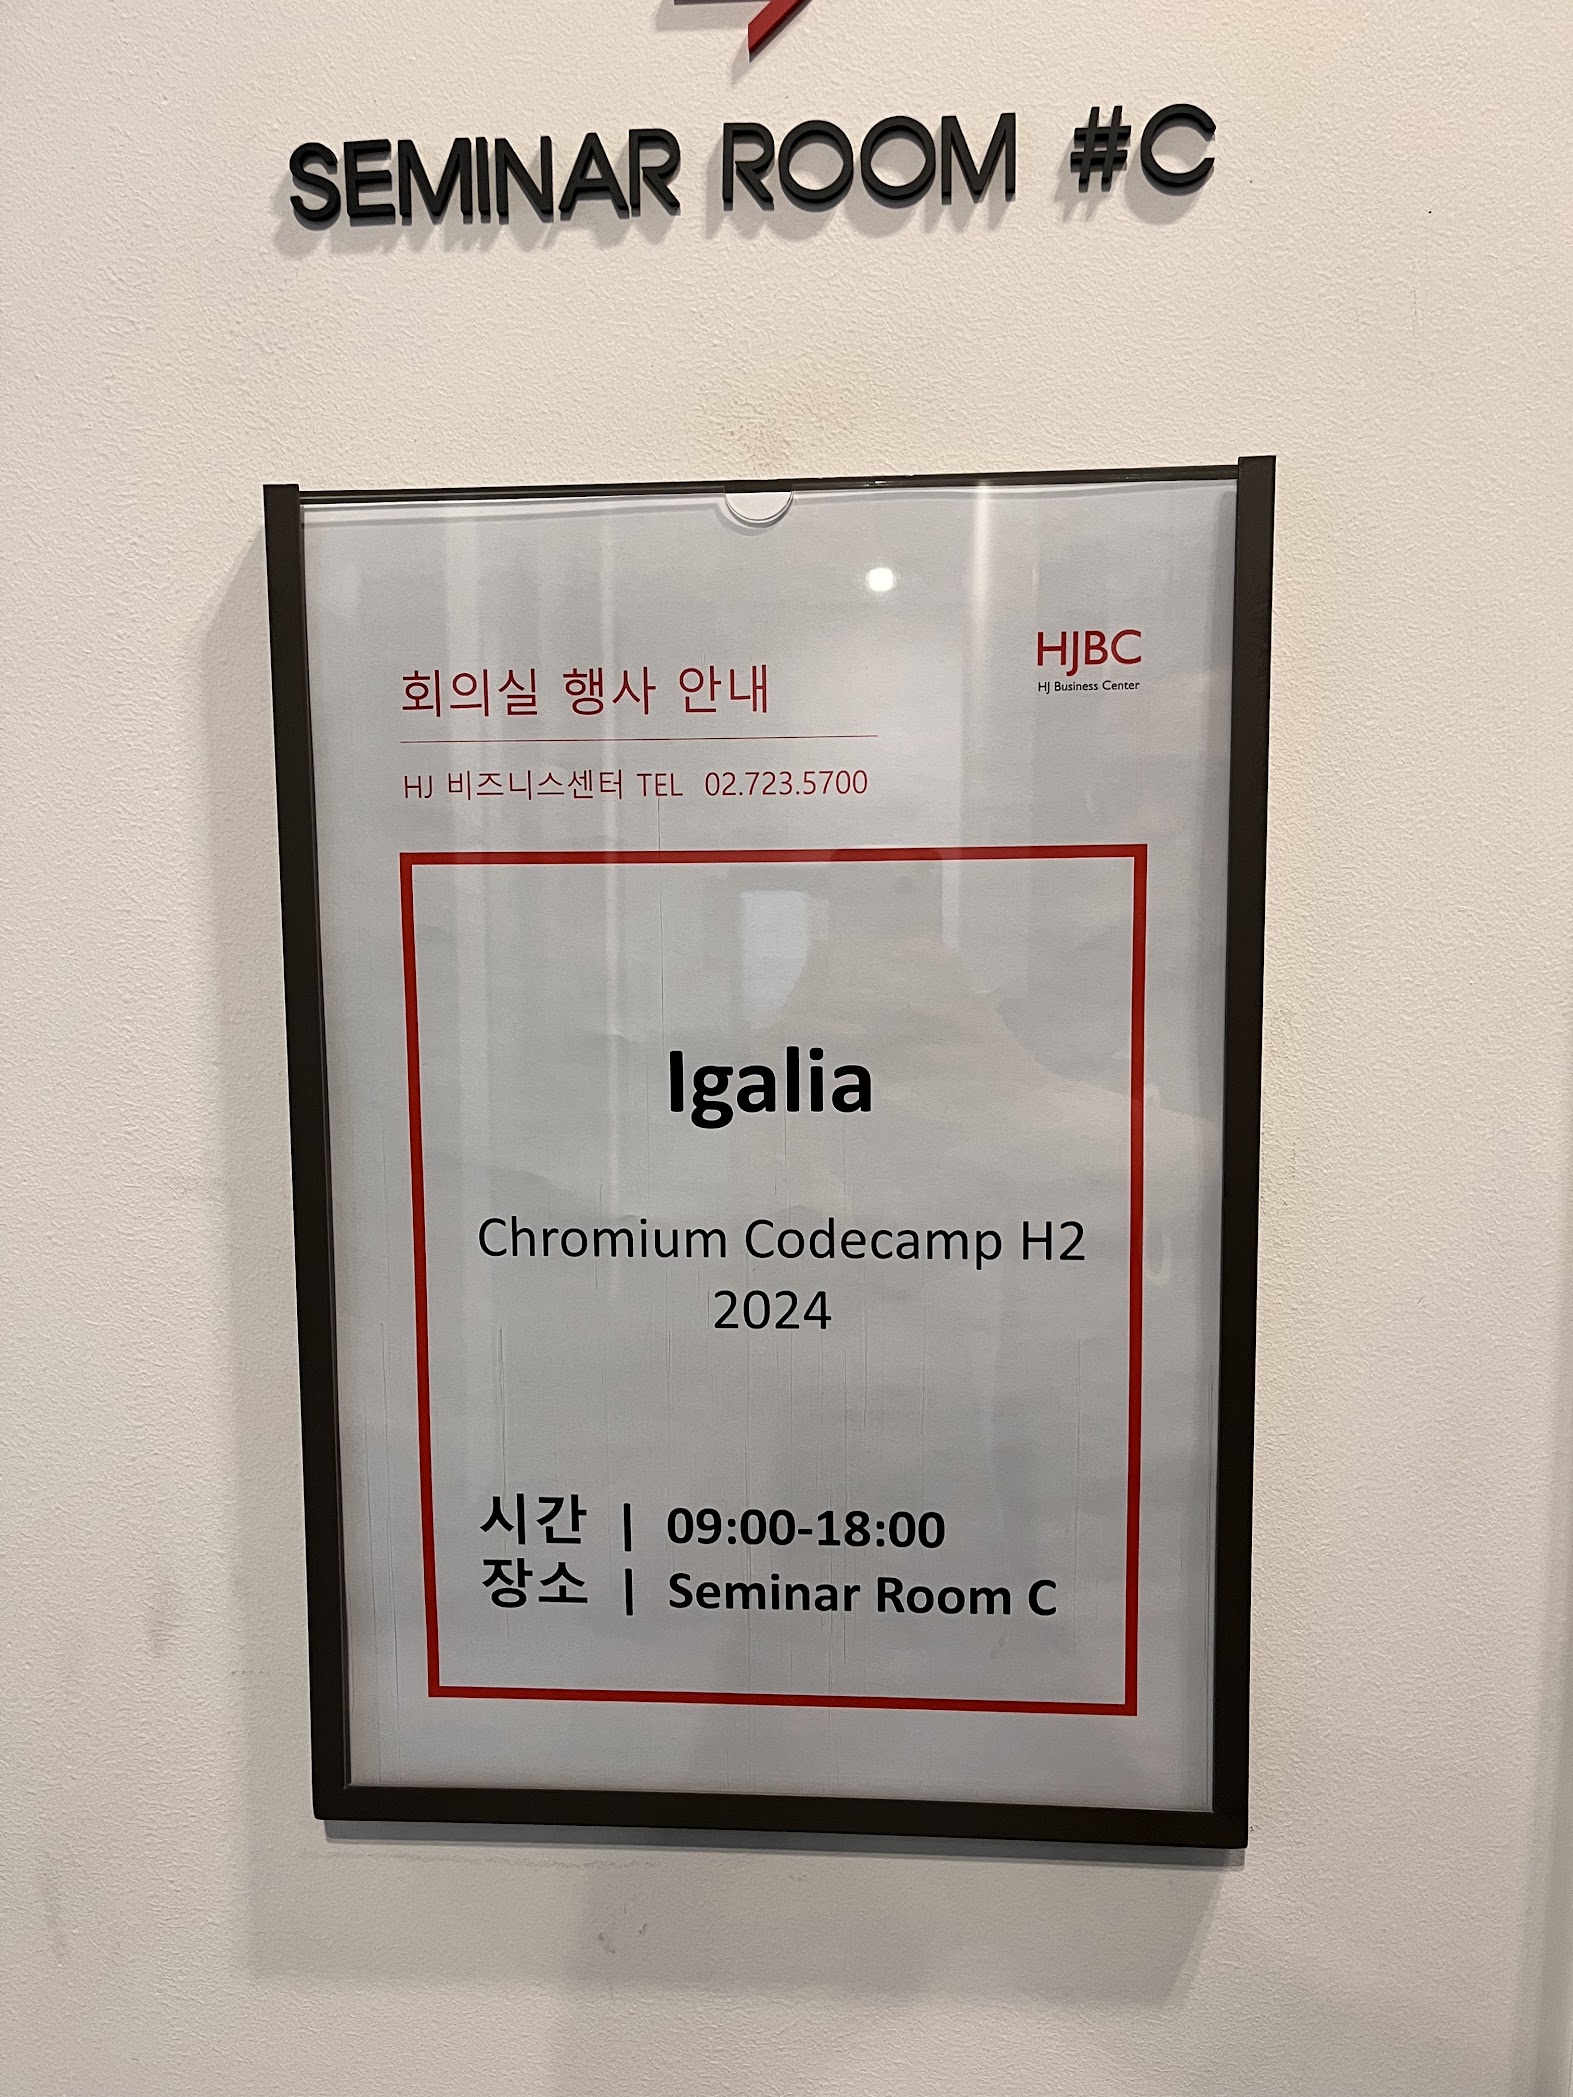 SEMINAR ROOM #C
HJBC
HJ Business Center
회의실 행사 안내
HJ 비즈니스센터 TEL 02.723.5700
Igalia
Chromium Codecamp H2
2024
시간 | 09:00-18:00
장소 | Seminar Room C